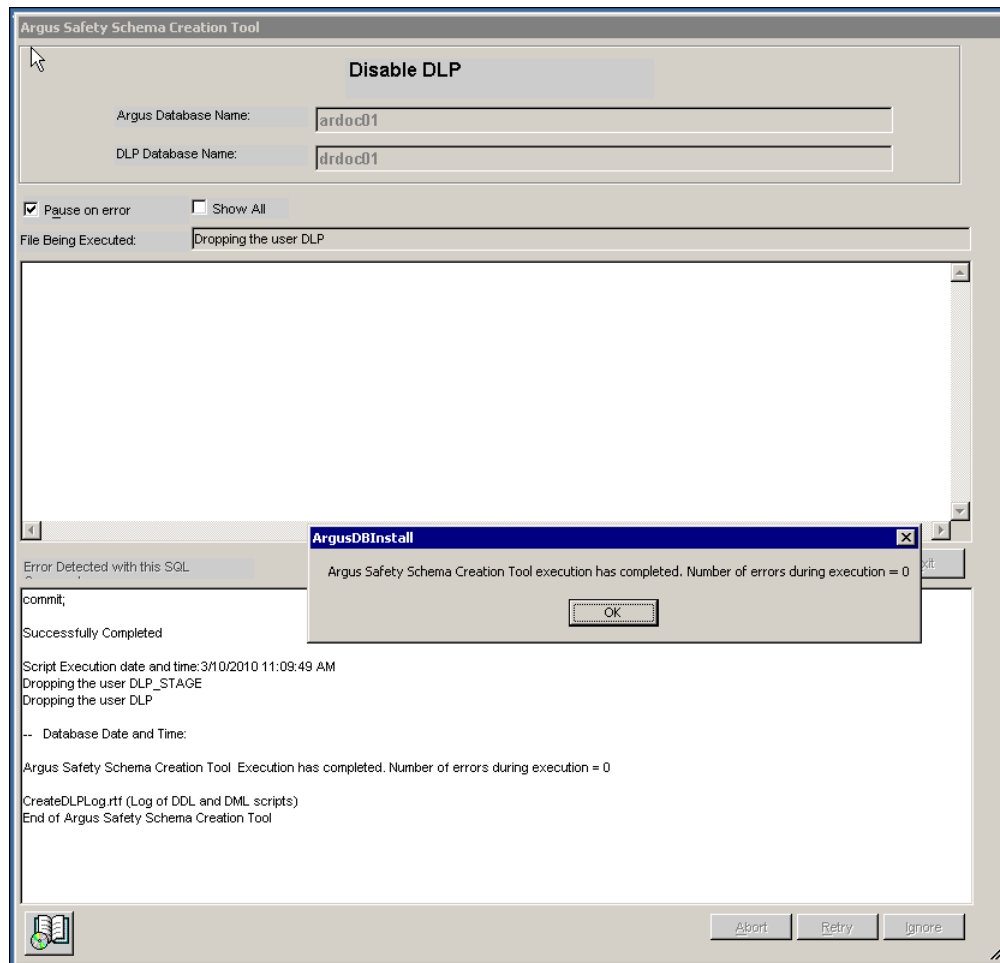 Argus Safety Schema Creation Tool
Disable DLP
Argus Database Name:
ardoc01
DLP Database Name:
drdoc01
Pause on error
Show All
File Being Executed:
Dropping the user DLP
ArgusDBInstall
Argus Safety Schema Creation Tool execution has completed. Number of errors during execution = 0
OK
Error Detected with this SQL
commit;
Successfully Completed
Script Execution date and time:3/10/2010 11:09:49 AM
Dropping the user DLP_STAGE
Dropping the user DLP
-- Database Date and Time:
Argus Safety Schema Creation Tool Execution has completed. Number of errors during execution = 0
CreateDLPLog.rtf (Log of DDL and DML scripts)
End of Argus Safety Schema Creation Tool
Abort
Retry
Ignore